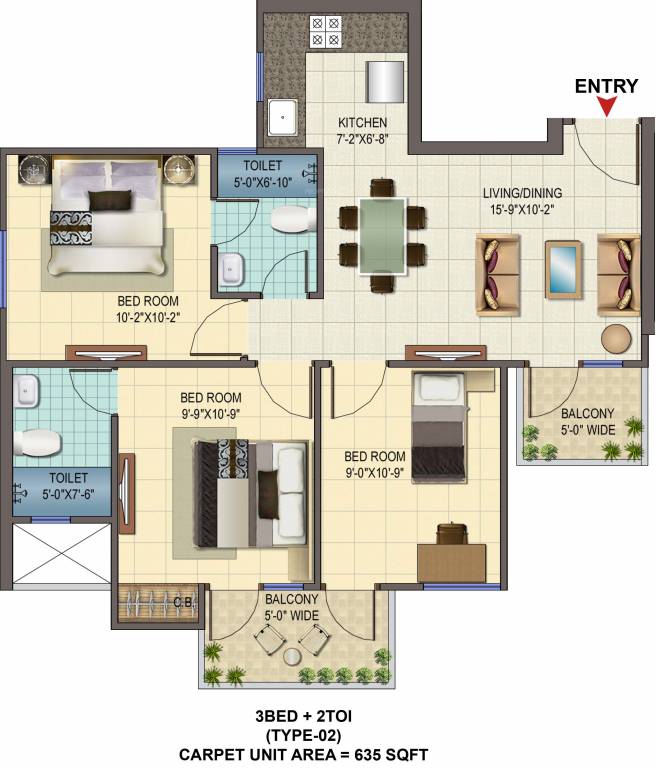 ENTRY
KITCHEN
7'-2"X6'-8"
TOILET
5'-0"X6'-10"
LIVING/DINING
15'-9"X10'-2"
BED ROOM
10'-2"X10'-2"
BED ROOM
9'-9"X10'-9"
BALCONY
5'-0" WIDE
BED ROOM
9'-0"X10'-9"
TOILET
5'-0"X7'-6"
C.B.
BALCONY
5'-0" WIDE
3BED + 2TOI
(TYPE-02)
CARPET UNIT AREA = 635 SQFT